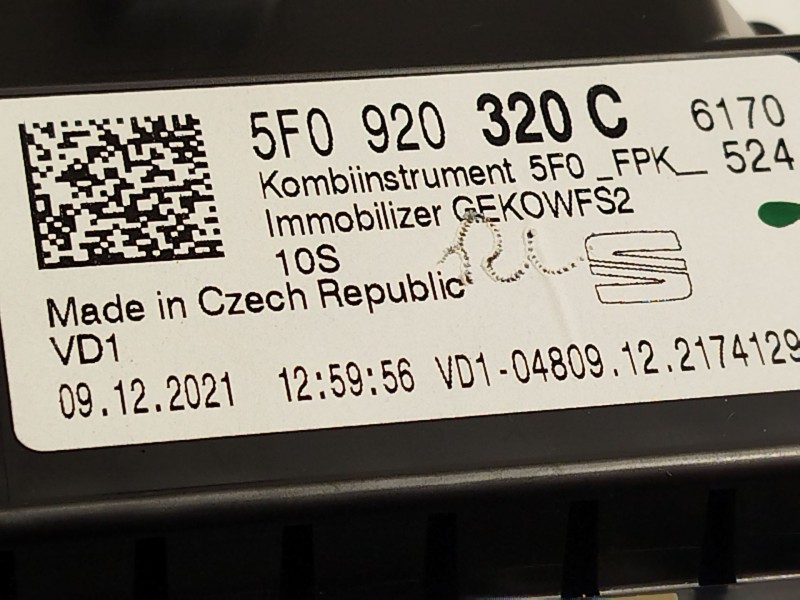 5F0 920 320 C 6170
Kombiinstrument 5F0 _FPK_ 524
Immobilizer GEKOWFS2
10S
Made in Czech Republic
VD1
09.12.2021 12:59:56 VD1-04809.12.2174129